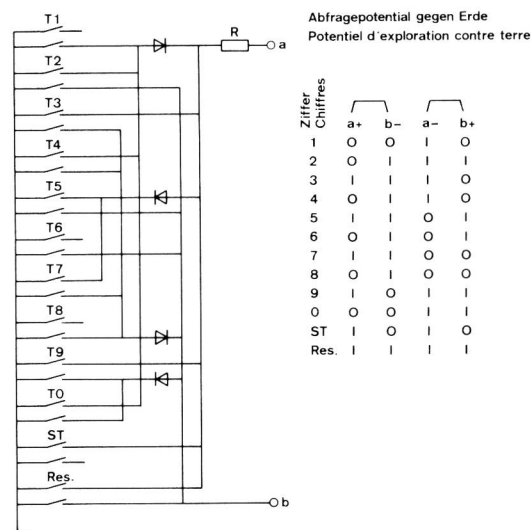 T1
T2
T3
T4
T5
T6
T7
T8
T9
T0
ST
Res.
R
a
b
Abfragepotential gegen Erde
Potentiel d'exploration contre terre
Ziffer
Chiffres
a+ b− a− b+
1 O O I O
2 O I I I
3 I I I O
4 O I I O
5 I I O I
6 O I O I
7 I I O O
8 O I O O
9 I O I I
0 O O I I
ST I O I O
Res. I I I I